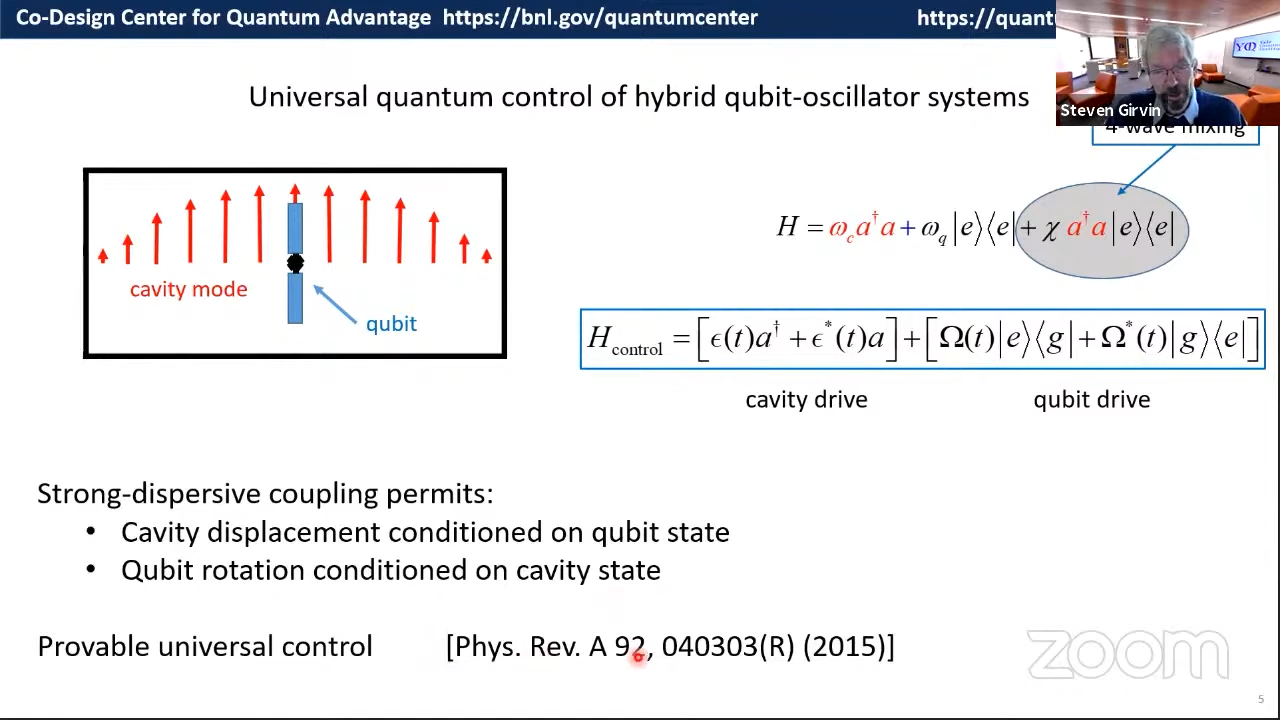 Co-Design Center for Quantum Advantage https://bnl.gov/quantumcenter https://quant
Steven Girvin
Universal quantum control of hybrid qubit-oscillator systems
4-wave mixing
H = ω_c a†a + ω_q |e⟩⟨e| + χ a†a |e⟩⟨e|
cavity mode
qubit
H_control = [ϵ(t)a† + ϵ*(t)a] + [Ω(t)|e⟩⟨g| + Ω*(t)|g⟩⟨e|]
cavity drive qubit drive
Strong-dispersive coupling permits:
• Cavity displacement conditioned on qubit state
• Qubit rotation conditioned on cavity state
Provable universal control [Phys. Rev. A 92, 040303(R) (2015)]
zoom
5